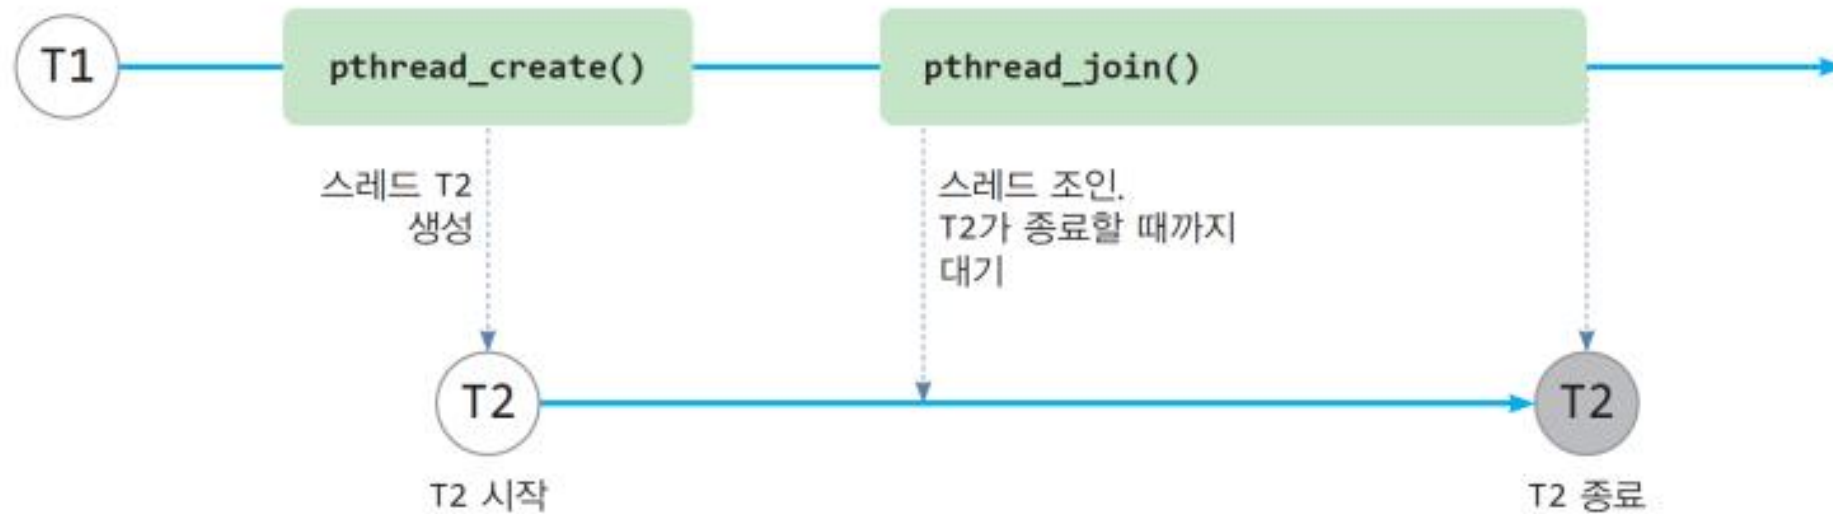 T1
pthread_create()
pthread_join()
스레드 T2
생성
스레드 조인.
T2가 종료할 때까지
대기
T2
T2
T2 시작
T2 종료